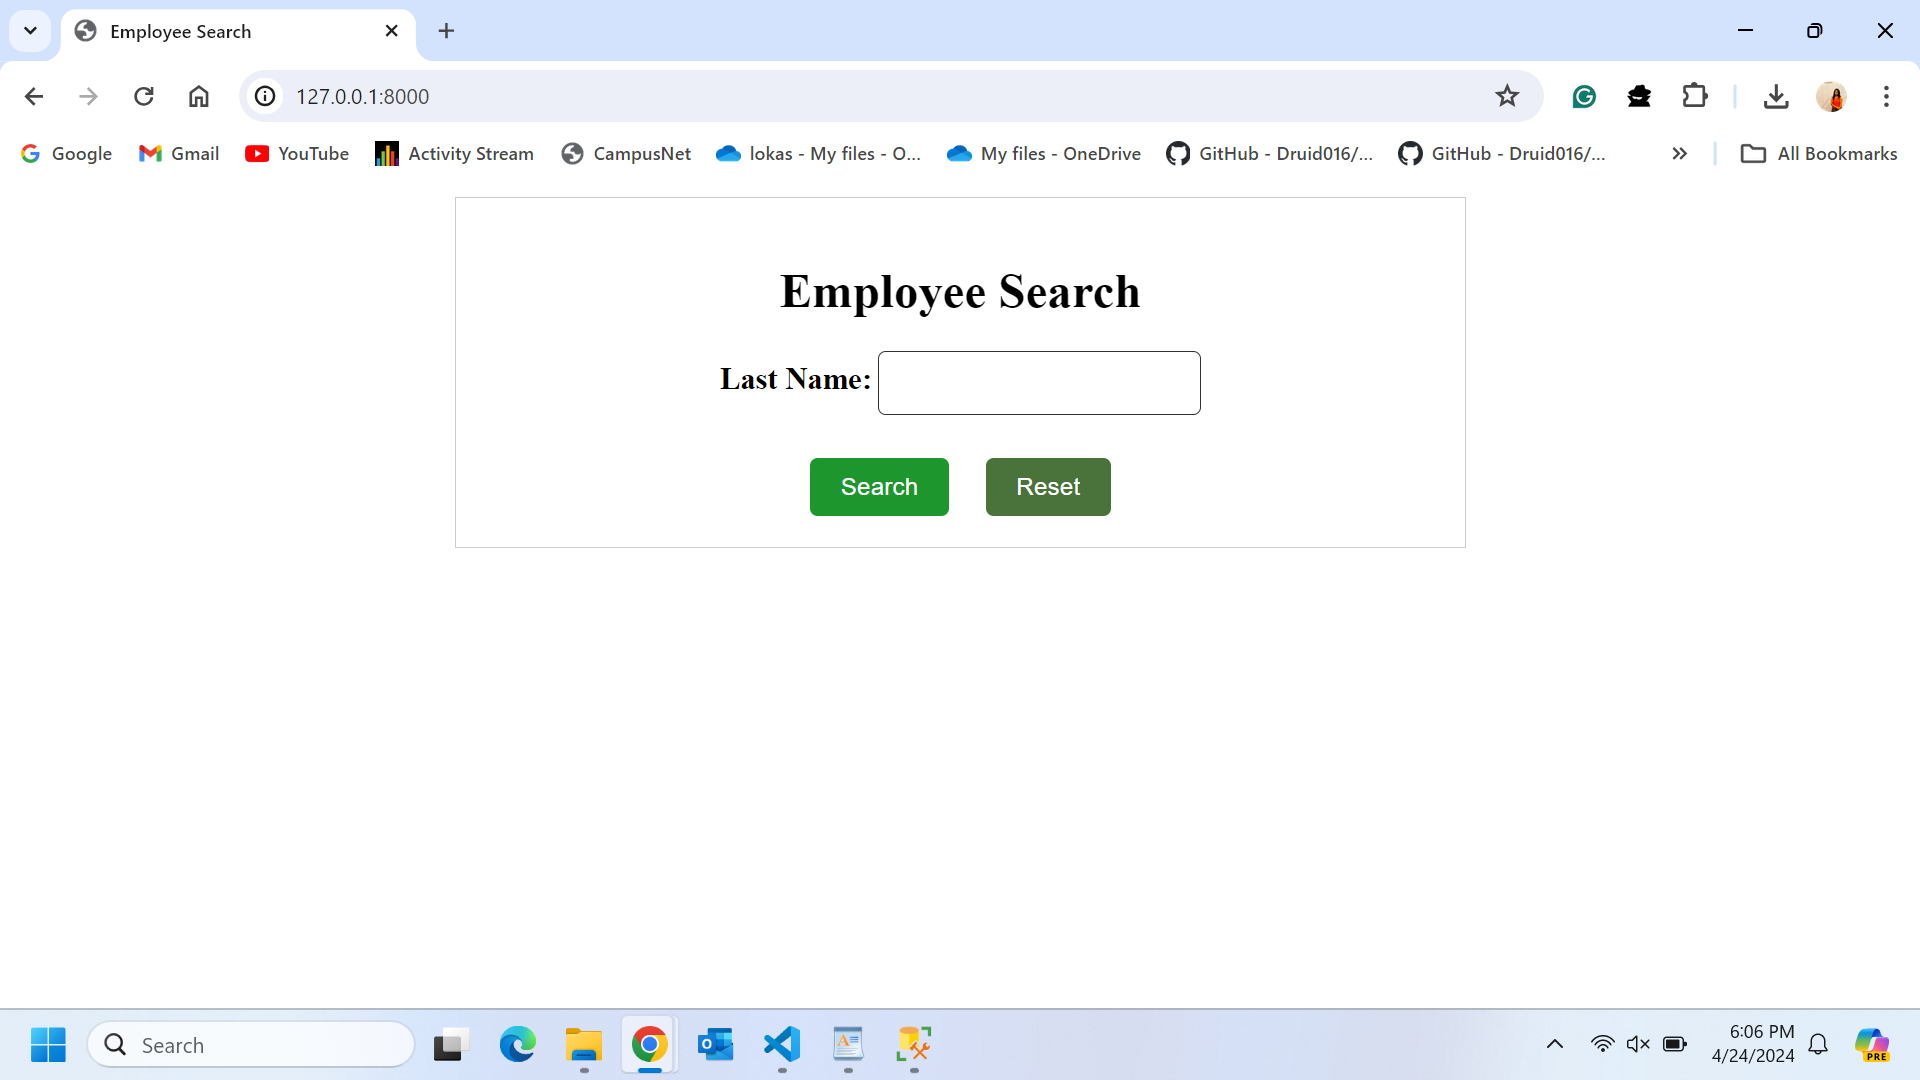 Employee Search
127.0.0.1:8000
Google Gmail YouTube Activity Stream CampusNet lokas - My files - O... My files - OneDrive GitHub - Druid016/... GitHub - Druid016/... All Bookmarks
Employee Search
Last Name:
Search Reset
Search
6:06 PM
4/24/2024
PRE